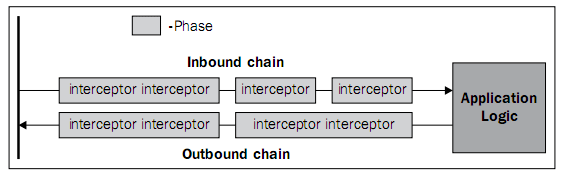 -Phase
Inbound chain
interceptor interceptor interceptor interceptor
Application
Logic
interceptor interceptor interceptor interceptor
Outbound chain